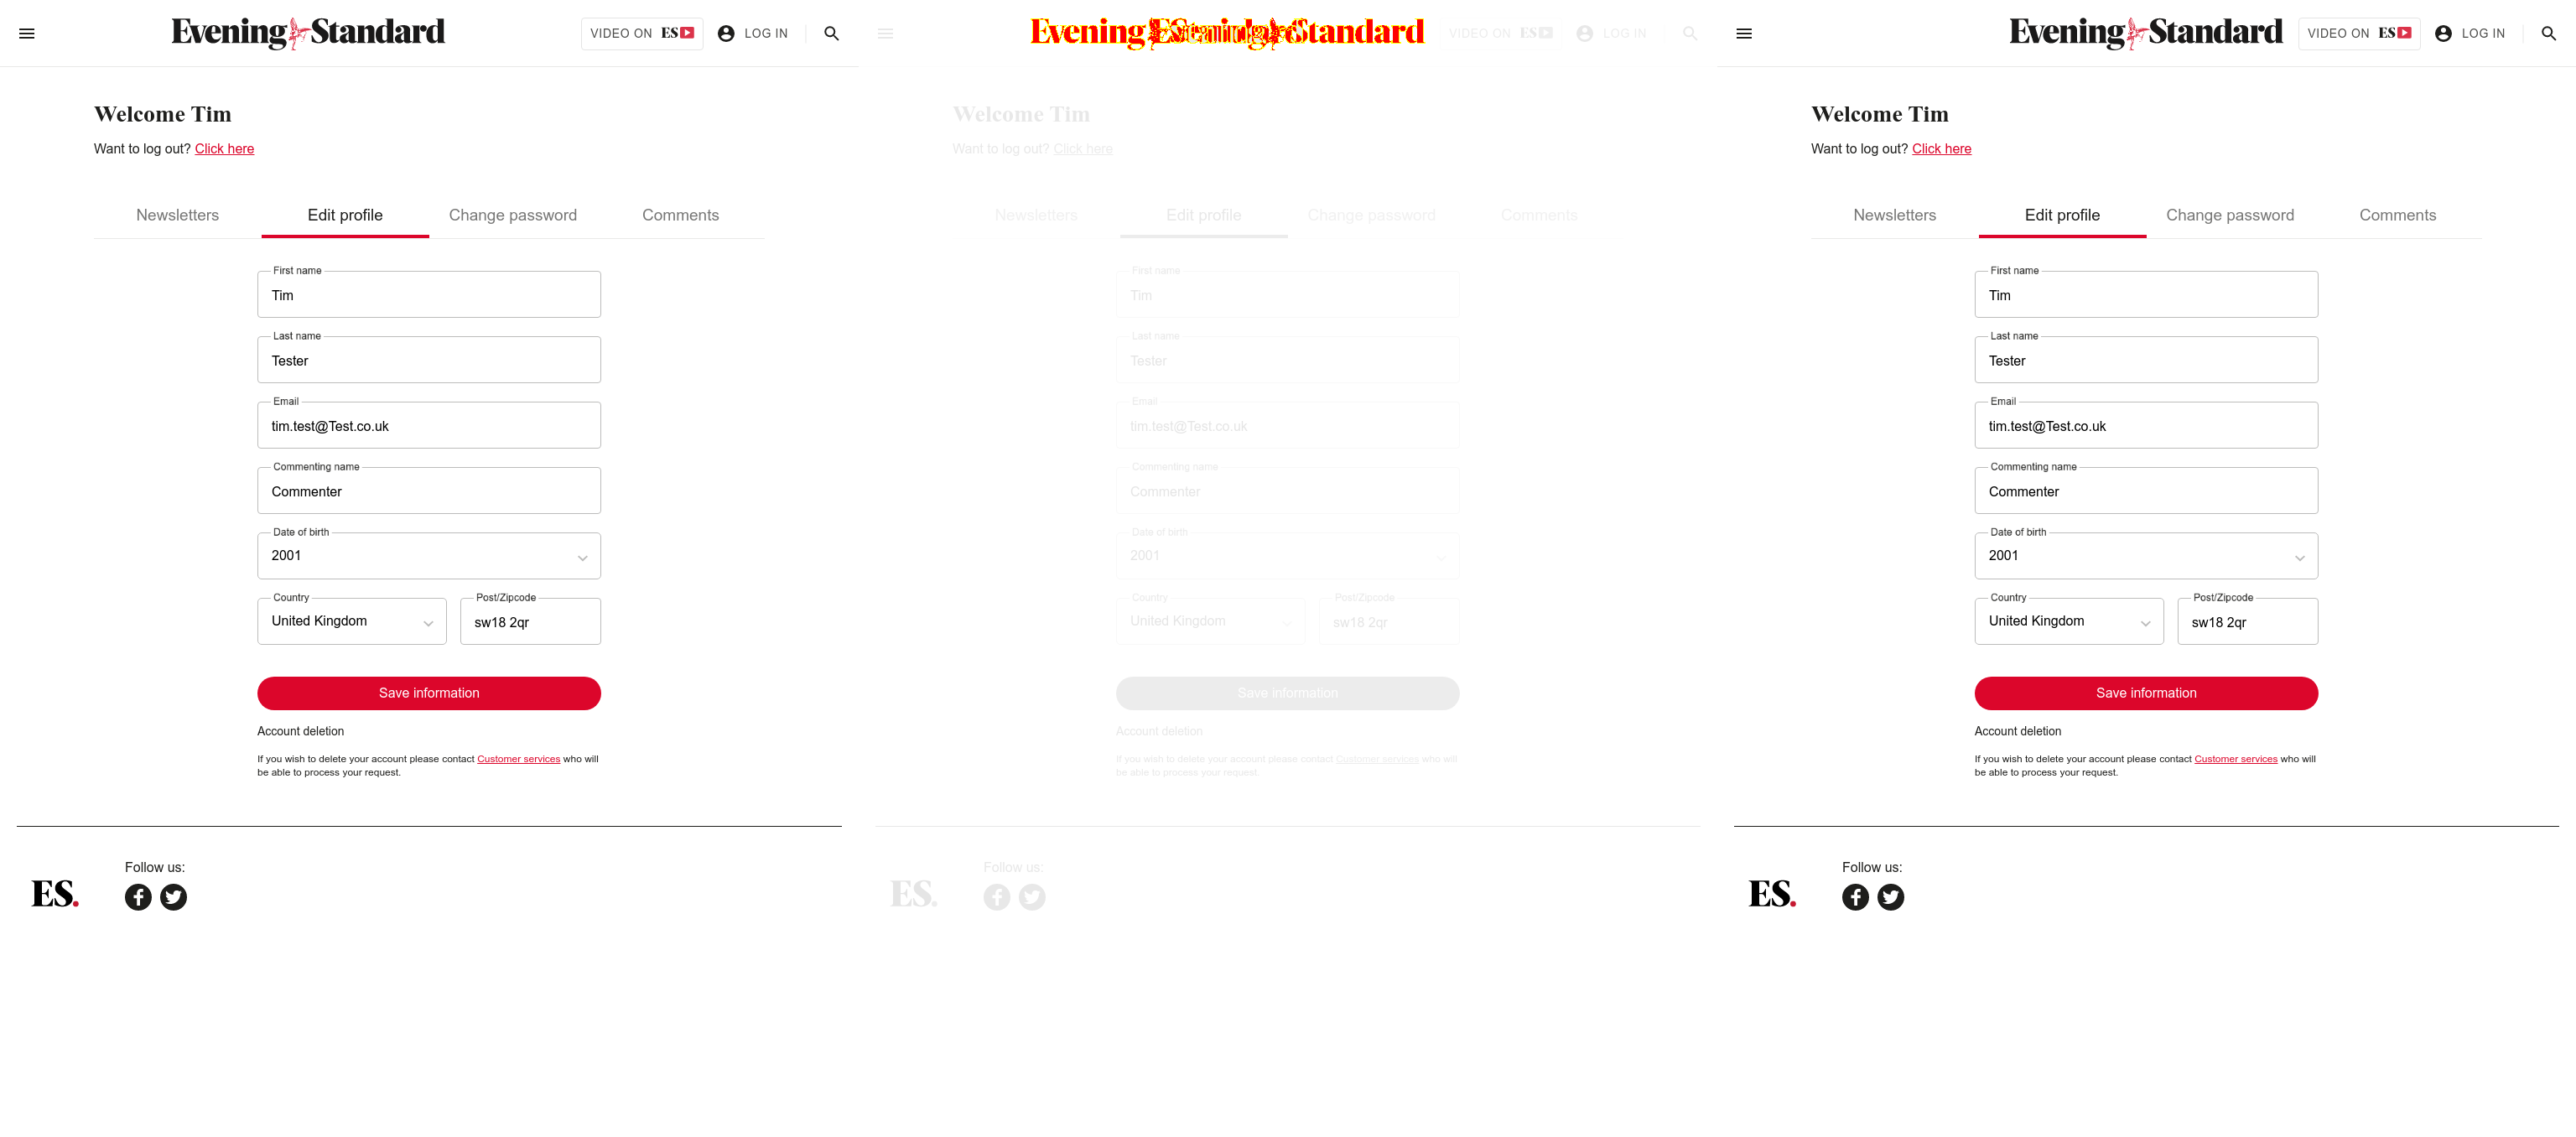 Evening Standard
VIDEO ON ES
LOG IN
Welcome Tim
Want to log out? Click here
Newsletters
Edit profile
Change password
Comments
First name
Tim
Last name
Tester
Email
tim.test@Test.co.uk
Commenting name
Commenter
Date of birth
2001
Country
United Kingdom
Post/Zipcode
sw18 2qr
Save information
Account deletion
If you wish to delete your account please contact Customer services who will
be able to process your request.
Follow us:
ES.
Evening Standard
VIDEO ON ES
LOG IN
Welcome Tim
Want to log out? Click here
Newsletters
Edit profile
Change password
Comments
First name
Tim
Last name
Tester
Email
tim.test@Test.co.uk
Commenting name
Commenter
Date of birth
2001
Country
United Kingdom
Post/Zipcode
sw18 2qr
Save information
Account deletion
If you wish to delete your account please contact Customer services who will
be able to process your request.
Follow us:
ES.
Evening Standard
VIDEO ON ES
LOG IN
Welcome Tim
Want to log out? Click here
Newsletters
Edit profile
Change password
Comments
First name
Tim
Last name
Tester
Email
tim.test@Test.co.uk
Commenting name
Commenter
Date of birth
2001
Country
United Kingdom
Post/Zipcode
sw18 2qr
Save information
Account deletion
If you wish to delete your account please contact Customer services who will
be able to process your request.
Follow us:
ES.